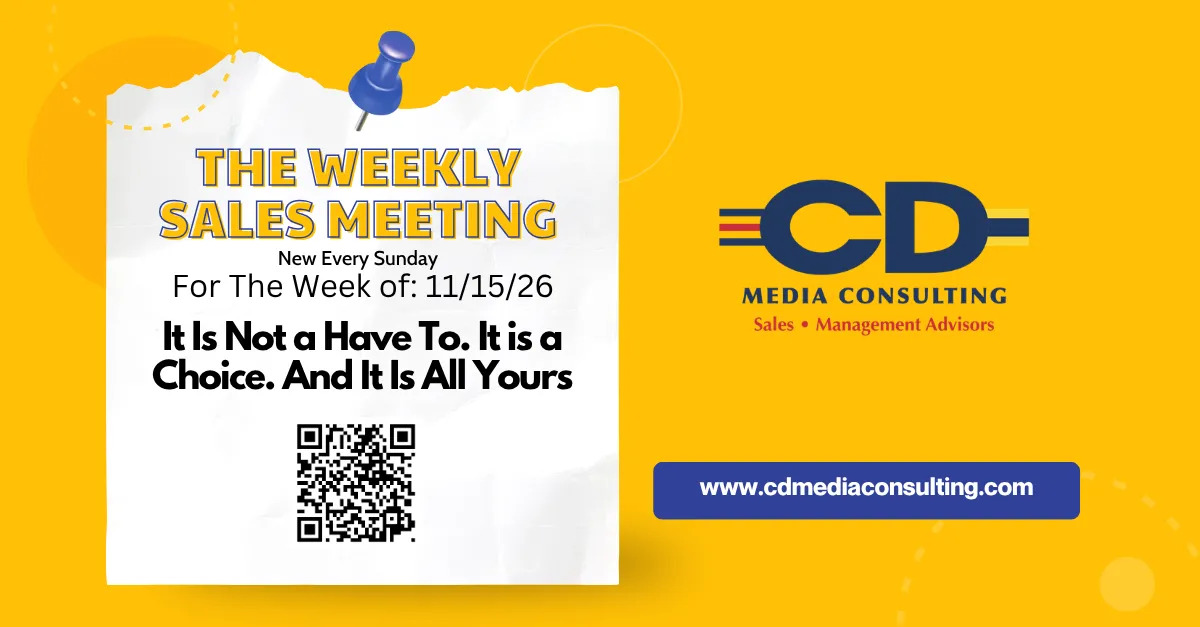 THE WEEKLY
SALES MEETING
New Every Sunday
For The Week of: 11/15/26
It Is Not a Have To. It is a
Choice. And It Is All Yours
CD
MEDIA CONSULTING
Sales • Management Advisors
www.cdmediaconsulting.com